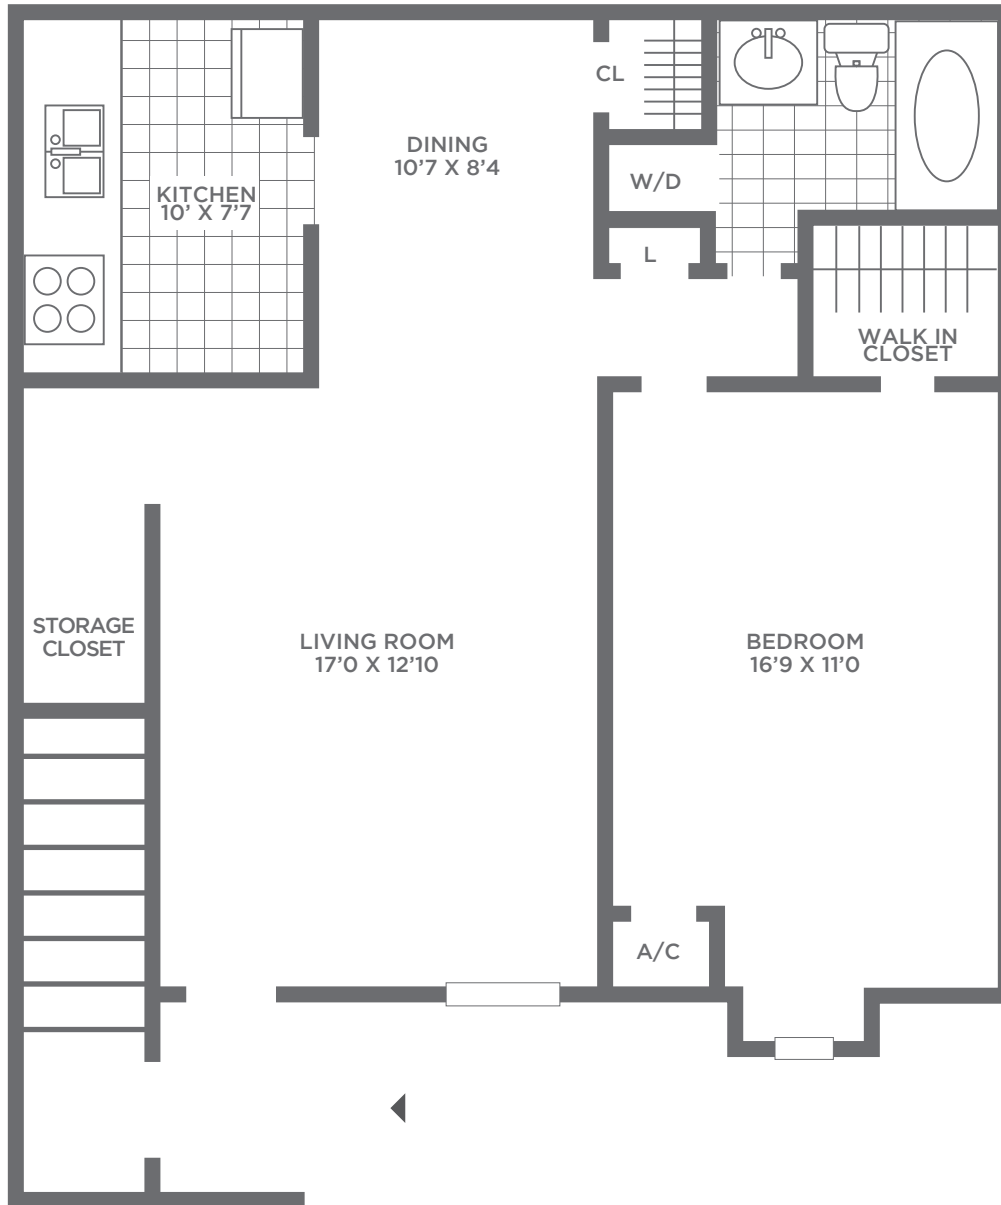 CL
DINING
10'7 X 8'4
W/D
KITCHEN
10' X 7'7
L
WALK IN
CLOSET
STORAGE
CLOSET
LIVING ROOM
17'0 X 12'10
BEDROOM
16'9 X 11'0
A/C